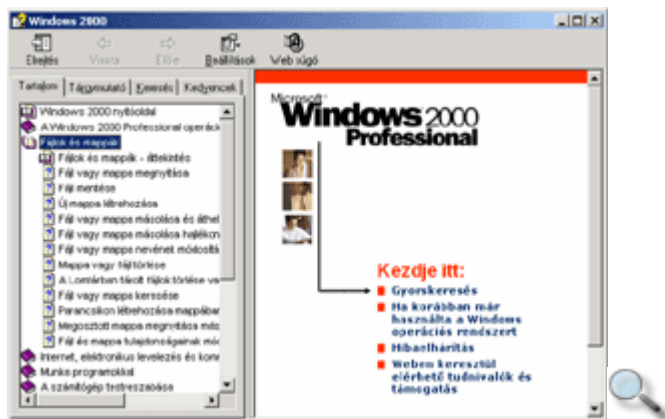 Windows 2000
Elrejtés Vissza Előre Beállítások Web súgó
Tartalom Tárgymutató Keresés Kedvencek
Windows 2000 nyitóoldal
A Windows 2000 Professional operáció
Fájlok és mappák
Fájlok és mappák - áttekintés
Fájl vagy mappa megnyitása
Fájl mentése
Új mappa létrehozása
Fájl vagy mappa másolása és áthel
Fájl vagy mappa másolása hajlékon
Fájl vagy mappa nevének módosítá
Mappa vagy fájl törlése
A Lomtárban tárolt fájlok törlése va
Fájl vagy mappa keresése
Parancsikon létrehozása mappában
Megosztott mappa megnyitása más
Fájl és mappa tulajdonságainak mó
Internet, elektronikus levelezés és komm
Munka programokkal
A számítógép testreszabása
Microsoft
Windows 2000
Professional
Kezdje itt:
Gyorskeresés
Ha korábban már
használta a Windows
operációs rendszert
Hibaelhárítás
Weben keresztül
elérhető tudnivalók és
támogatás